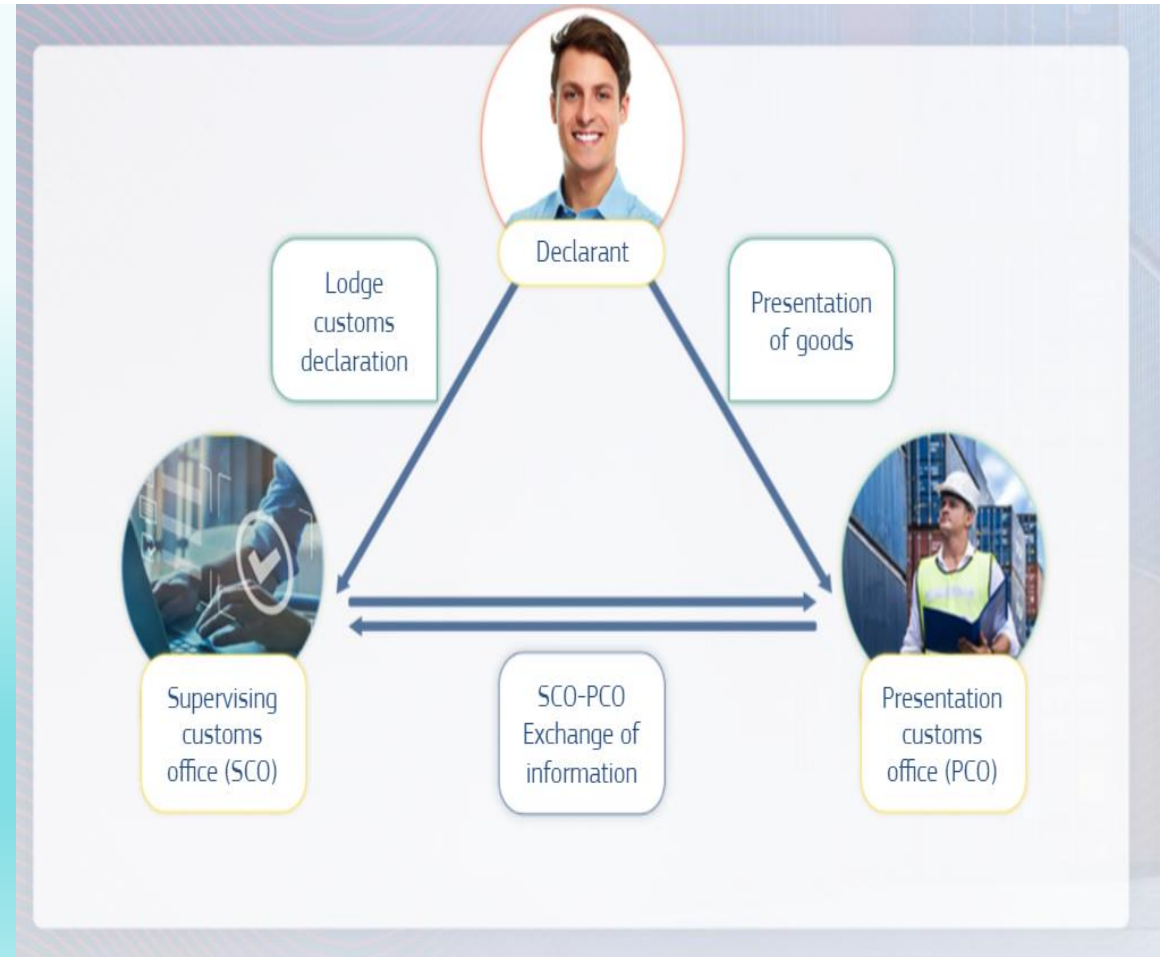 Declarant
Lodge
customs
declaration
Presentation
of goods
Supervising
customs
office (SCO)
SCO-PCO
Exchange of
information
Presentation
customs
office (PCO)